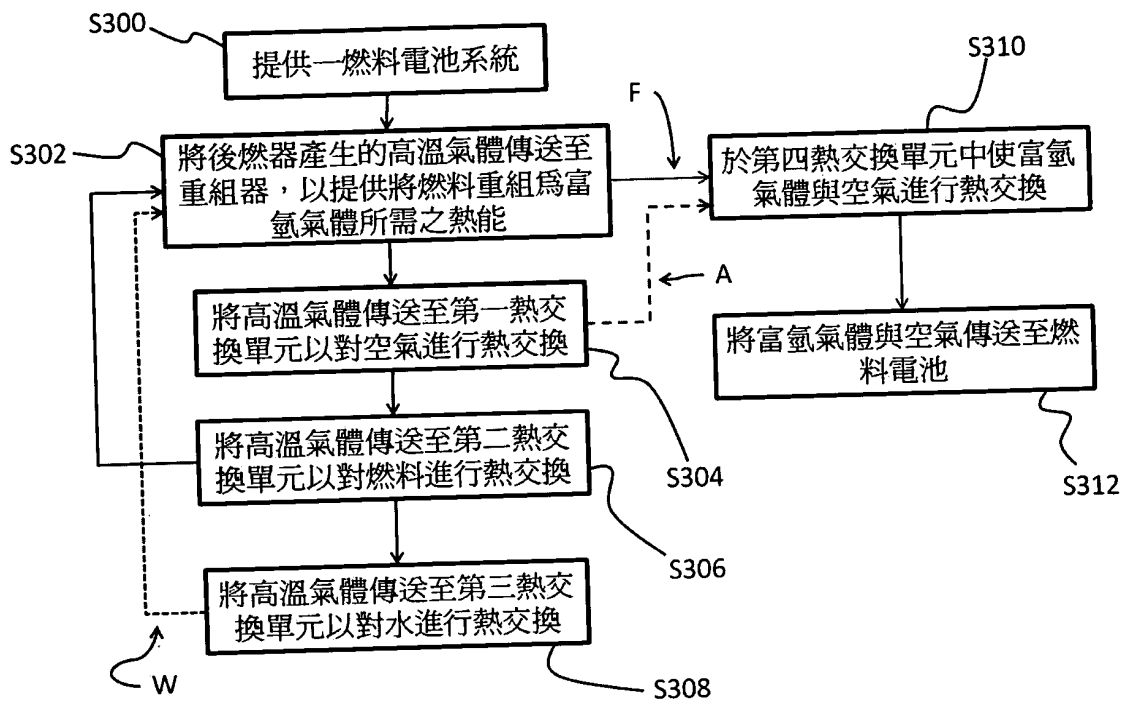 S300
提供一燃料電池系統
S302
將後燃器產生的高溫氣體傳送至
重組器，以提供將燃料重組爲富
氫氣體所需之熱能
將高溫氣體傳送至第一熱交
換單元以對空氣進行熱交換
S304
將高溫氣體傳送至第二熱交
換單元以對燃料進行熱交換
S306
將高溫氣體傳送至第三熱交
換單元以對水進行熱交換
S308
W
F
A
S310
於第四熱交換單元中使富氫
氣體與空氣進行熱交換
將富氫氣體與空氣傳送至燃
料電池
S312